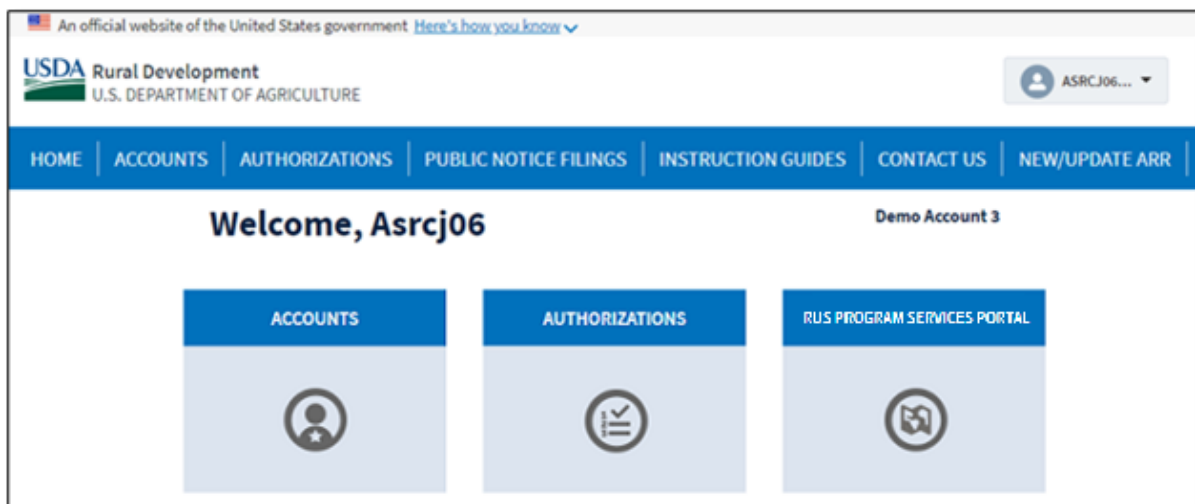 An official website of the United States government Here's how you know
USDA Rural Development
U.S. DEPARTMENT OF AGRICULTURE
ASRCJ06...
HOME ACCOUNTS AUTHORIZATIONS PUBLIC NOTICE FILINGS INSTRUCTION GUIDES CONTACT US NEW/UPDATE ARR
Welcome, Asrcj06
Demo Account 3
ACCOUNTS AUTHORIZATIONS RUS PROGRAM SERVICES PORTAL